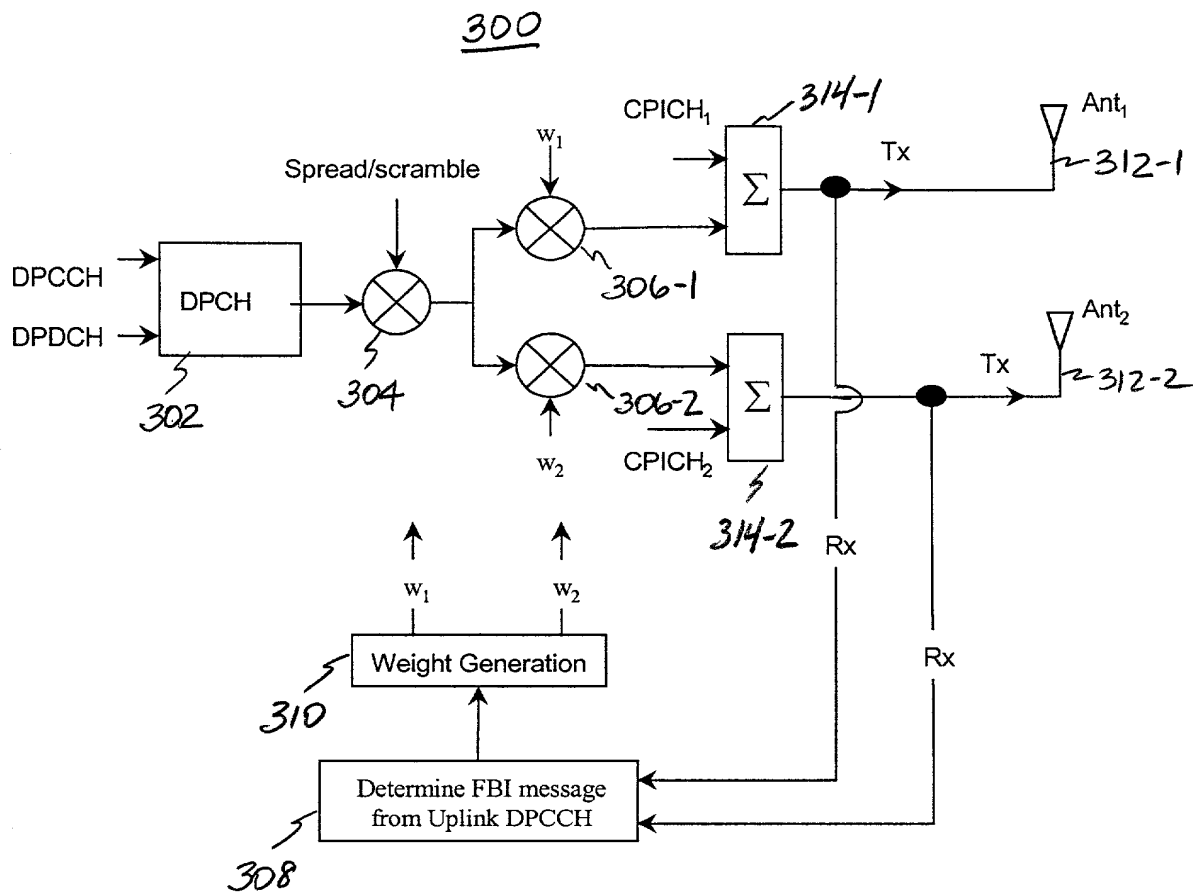 300
314-1
CPICH₁
Ant₁
w₁
Tx
312-1
Spread/scramble
Σ
DPCCH
DPCH
306-1
DPDCH
Ant₂
304
Tx
302
306-2
Σ
312-2
w₂
CPICH₂
314-2
Rx
w₁ w₂
Rx
Weight Generation
310
Determine FBI message
from Uplink DPCCH
308